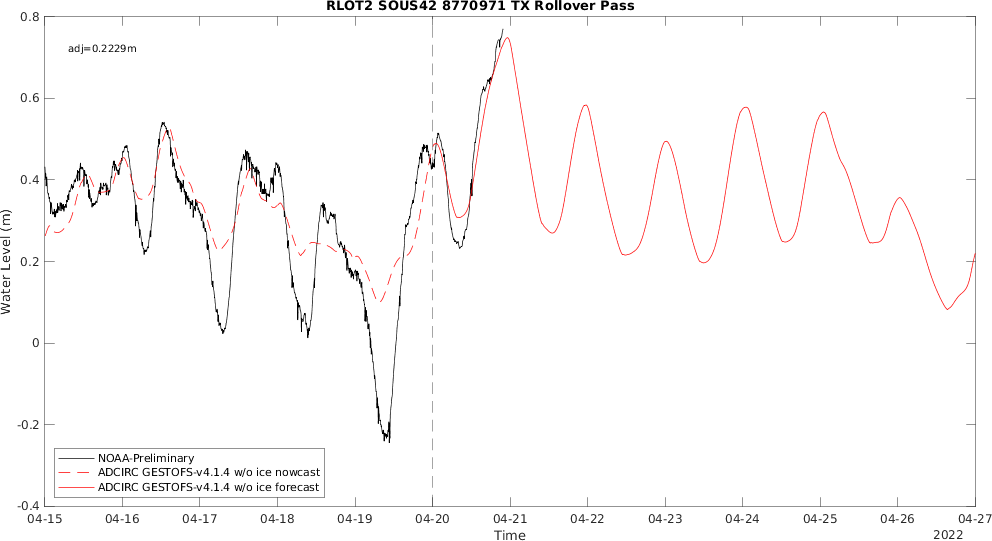 RLOT2 SOUS42 8770971 TX Rollover Pass
adj=0.2229m
0.8
0.6
0.4
0.2
0
-0.2
-0.4
Water Level (m)
NOAA-Preliminary
ADCIRC GESTOFS-v4.1.4 w/o ice nowcast
ADCIRC GESTOFS-v4.1.4 w/o ice forecast
04-15 04-16 04-17 04-18 04-19 04-20 04-21 04-22 04-23 04-24 04-25 04-26 04-27
Time
2022